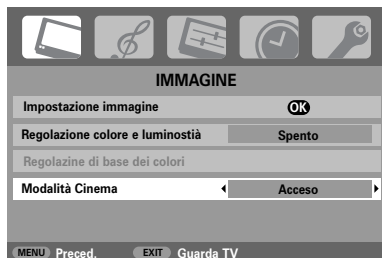 IMMAGINE
Impostazione immagine OK
Regolazione colore e luminostià Spento
Regolazine di base dei colori
Modalità Cinema Acceso
MENU Preced. EXIT Guarda TV